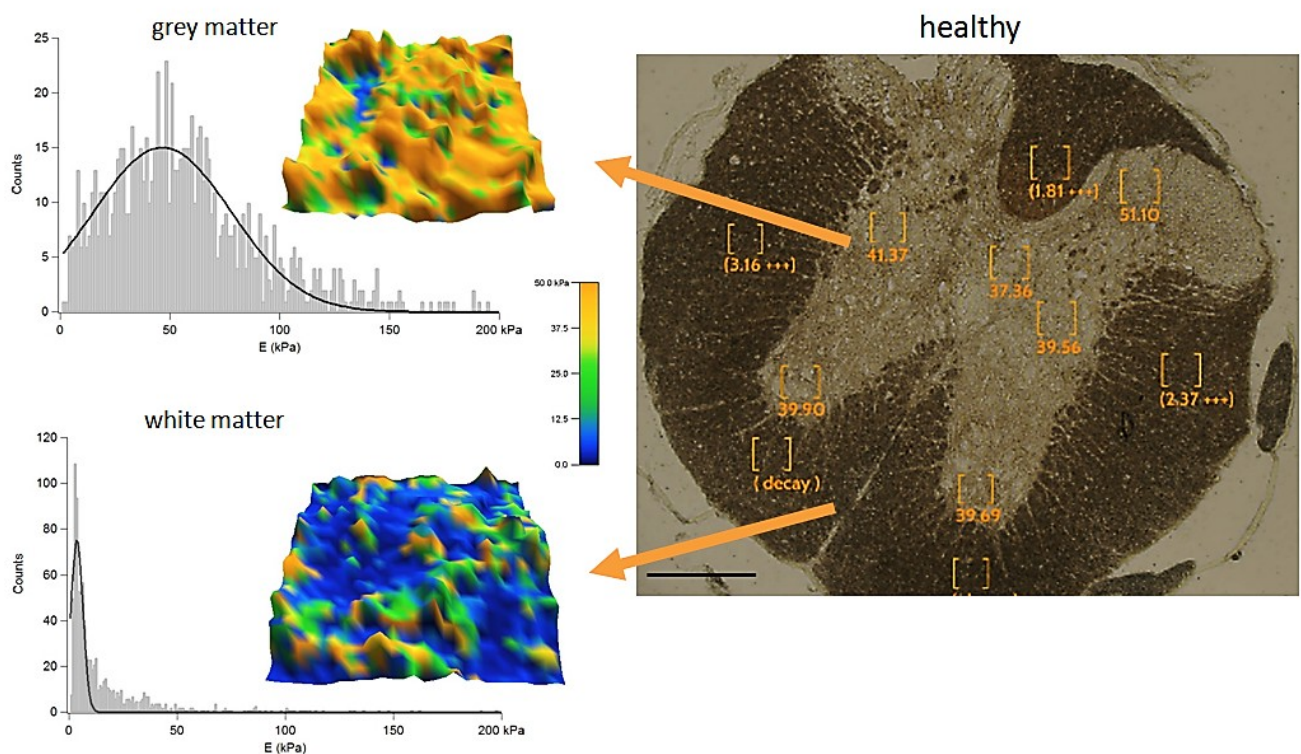 grey matter
25
20
15
10
5
0
Counts
0 50 100 150 200 kPa
E (kPa)
50.0 kPa
37.5
25.0
12.5
0.0
white matter
120
100
80
60
40
20
0
Counts
0 50 100 150 200 kPa
E (kPa)
healthy
(1.81 +++)
51.10
(3.16 +++)
41.37
37.36
39.56
(2.37 +++)
39.90
( decay )
39.69